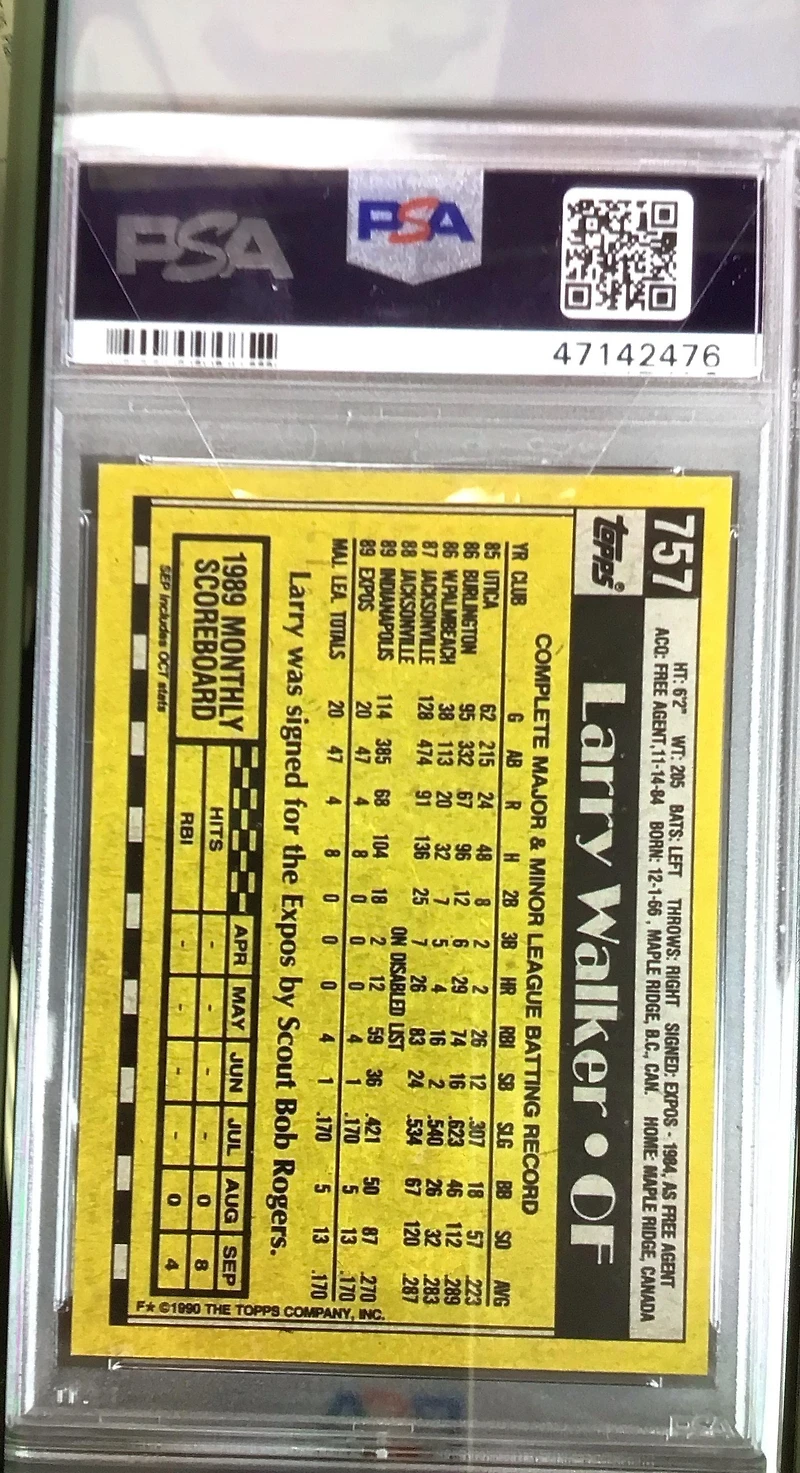 PSA
PSA
47142476
757
topps®
HT: 6'2" WT: 205 BATS: LEFT THROWS: RIGHT SIGNED: EXPOS - 1984, AS FREE AGENT
ACQ: FREE AGENT, 11-14-84 BORN: 12-1-66, MAPLE RIDGE, B.C., CAN. HOME: MAPLE RIDGE, CANADA
Larry Walker • OF
COMPLETE MAJOR & MINOR LEAGUE BATTING RECORD
YR CLUB G AB R H 2B 3B HR RBI SB SLG BB SO AVG
85 UTICA 62 215 24 48 8 2 2 26 12 .307 18 57 .223
86 BURLINGTON 95 332 67 96 12 6 29 74 16 .623 46 112 .289
86 W.PALMBEACH 38 113 20 32 7 5 4 16 2 .540 26 32 .283
87 JACKSONVILLE 128 474 91 136 25 7 26 83 24 .534 67 120 .287
88 JACKSONVILLE ON DISABLED LIST
89 INDIANAPOLIS 114 385 68 104 18 2 12 59 36 .421 50 87 .270
89 EXPOS 20 47 4 8 0 0 0 4 1 .170 5 13 .170
MAJ. LEA. TOTALS 20 47 4 8 0 0 0 4 1 .170 5 13 .170
Larry was signed for the Expos by Scout Bob Rogers.
1989 MONTHLY
SCOREBOARD
APR MAY JUN JUL AUG SEP
HITS - - - - 0 8
RBI - - - - 0 4
SEP includes OCT stats
F★ ©1990 THE TOPPS COMPANY, INC.
PSA